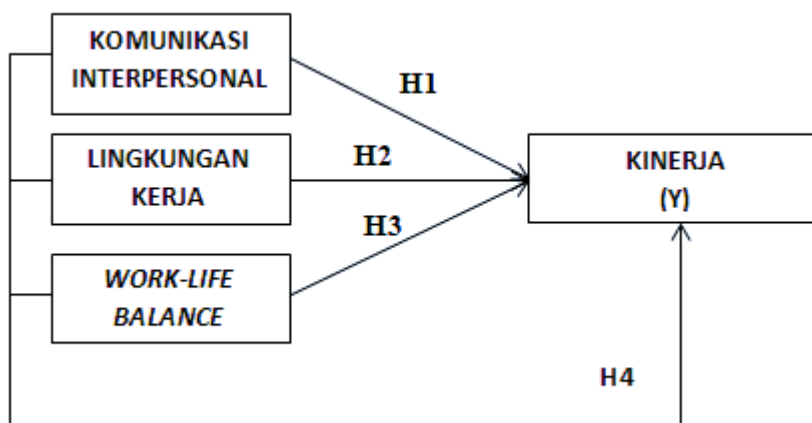 KOMUNIKASI
INTERPERSONAL
H1
LINGKUNGAN
KERJA
H2
KINERJA
(Y)
H3
WORK-LIFE
BALANCE
H4